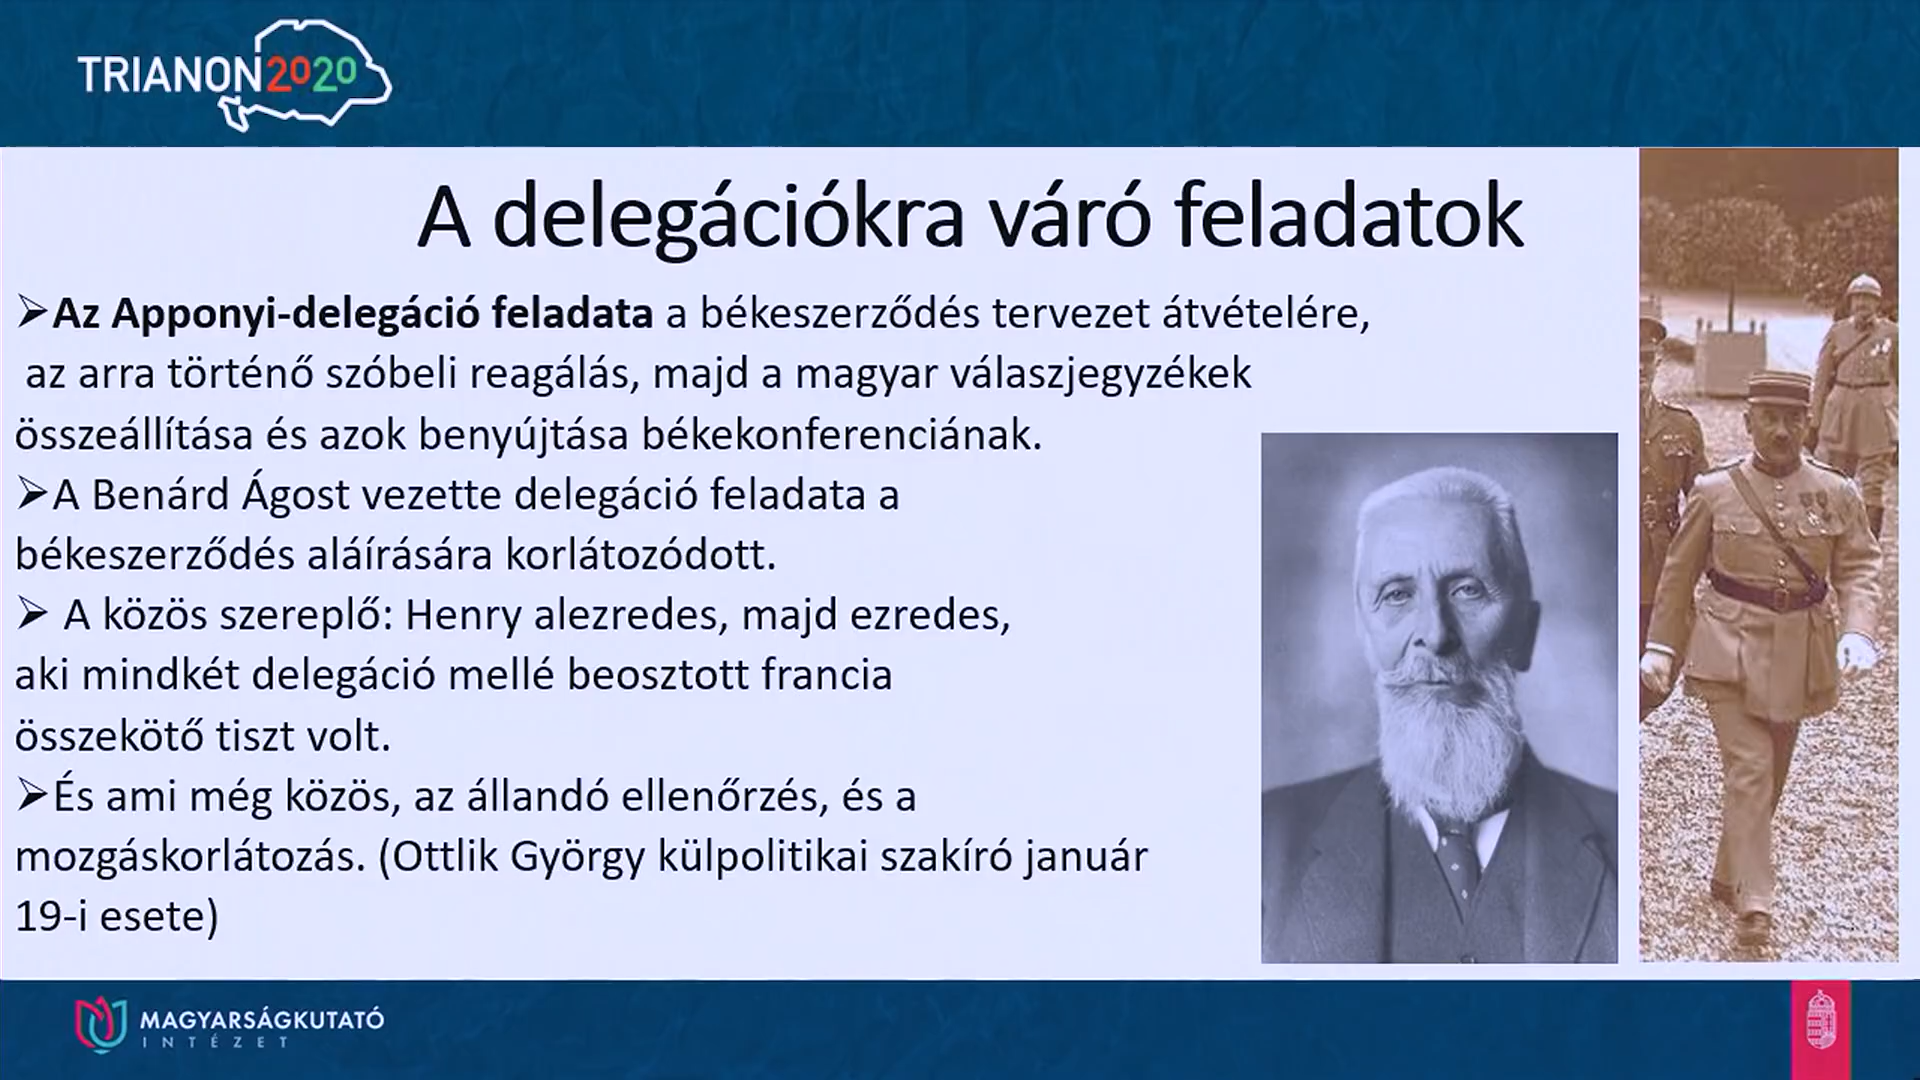 TRIANON2020
A delegációkra váró feladatok
➢Az Apponyi-delegáció feladata a békeszerződés tervezet átvételére,
az arra történő szóbeli reagálás, majd a magyar válaszjegyzékek
összeállítása és azok benyújtása békekonferenciának.
➢A Benárd Ágost vezette delegáció feladata a
békeszerződés aláírására korlátozódott.
➢ A közös szereplő: Henry alezredes, majd ezredes,
aki mindkét delegáció mellé beosztott francia
összekötő tiszt volt.
➢És ami még közös, az állandó ellenőrzés, és a
mozgáskorlátozás. (Ottlik György külpolitikai szakíró január
19-i esete)
MAGYARSÁGKUTATÓ
INTÉZET